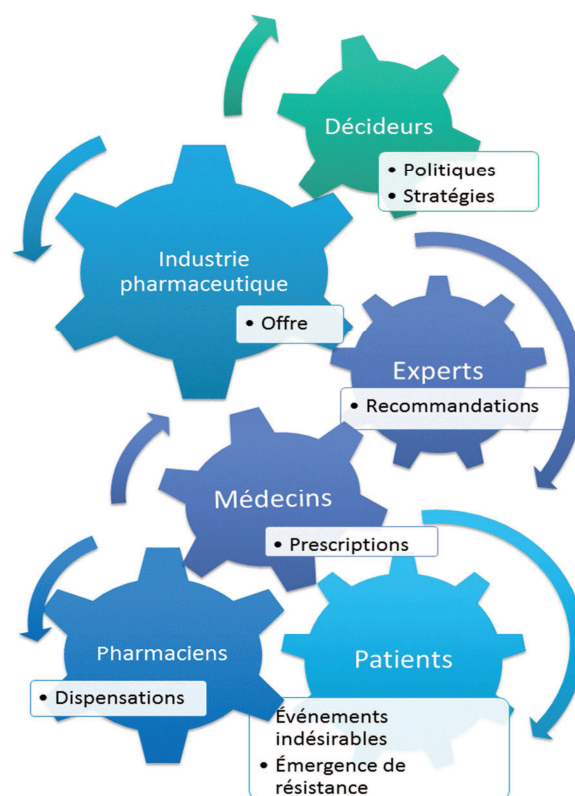 Décideurs
• Politiques
• Stratégies
Industrie
pharmaceutique
• Offre
Experts
• Recommandations
Médecins
• Prescriptions
Pharmaciens
• Dispensations
Patients
Événements
indésirables
• Émergence de
résistance